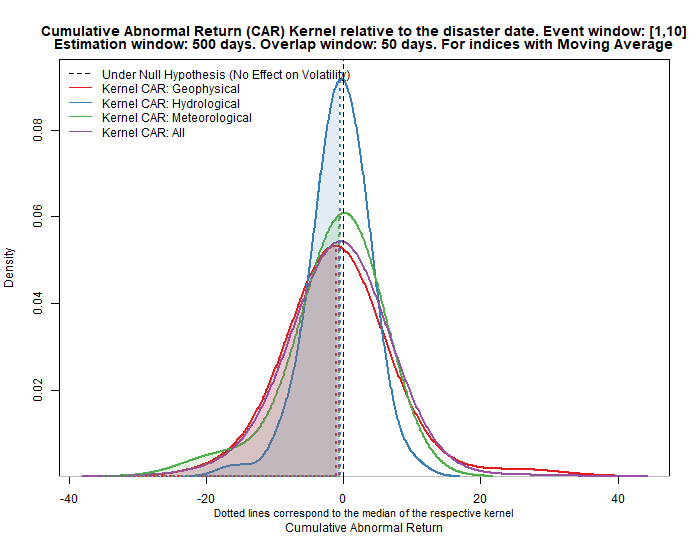 Cumulative Abnormal Return (CAR) Kernel relative to the disaster date. Event window: [1,10]
Estimation window: 500 days. Overlap window: 50 days. For indices with Moving Average
Under Null Hypothesis (No Effect on Volatility)
Kernel CAR: Geophysical
Kernel CAR: Hydrological
Kernel CAR: Meteorological
Kernel CAR: All
Density
0.08
0.06
0.04
0.02
-40 -20 0 20 40
Dotted lines correspond to the median of the respective kernel
Cumulative Abnormal Return